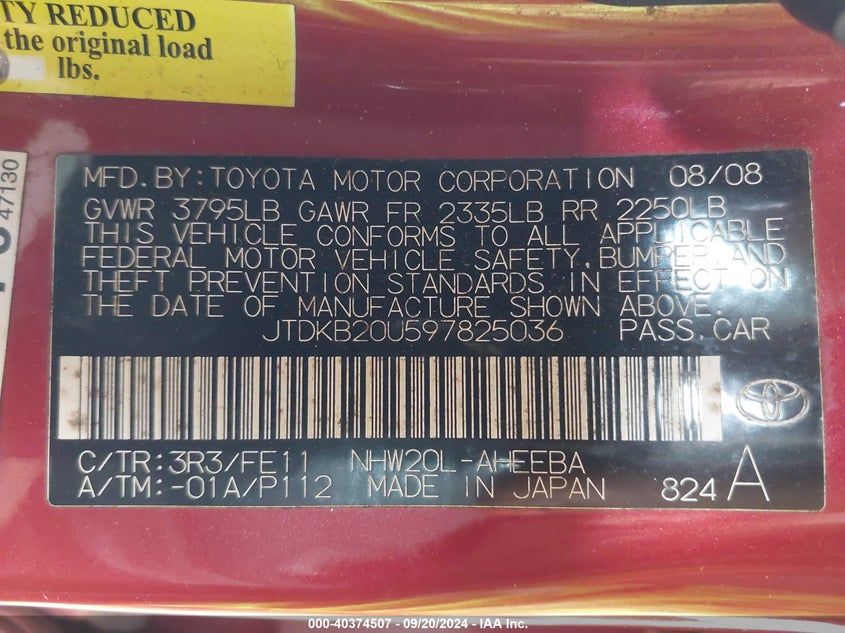 TY REDUCED
the original load
lbs.
47130
MFD.BY:TOYOTA MOTOR CORPORATION 08/08
GVWR 3795LB GAWR FR 2335LB RR 2250LB
THIS VEHICLE CONFORMS TO ALL APPLICABLE
FEDERAL MOTOR VEHICLE SAFETY,BUMPER,AND
THEFT PREVENTION STANDARDS IN EFFECT ON
THE DATE OF MANUFACTURE SHOWN ABOVE.
JTDKB20U597825036 PASS.CAR
C/TR:3R3/FE11 NHW20L-AHEEBA
A/TM:-01A/P112 MADE IN JAPAN 824 A
000-40374507 - 09/20/2024 - IAA Inc.